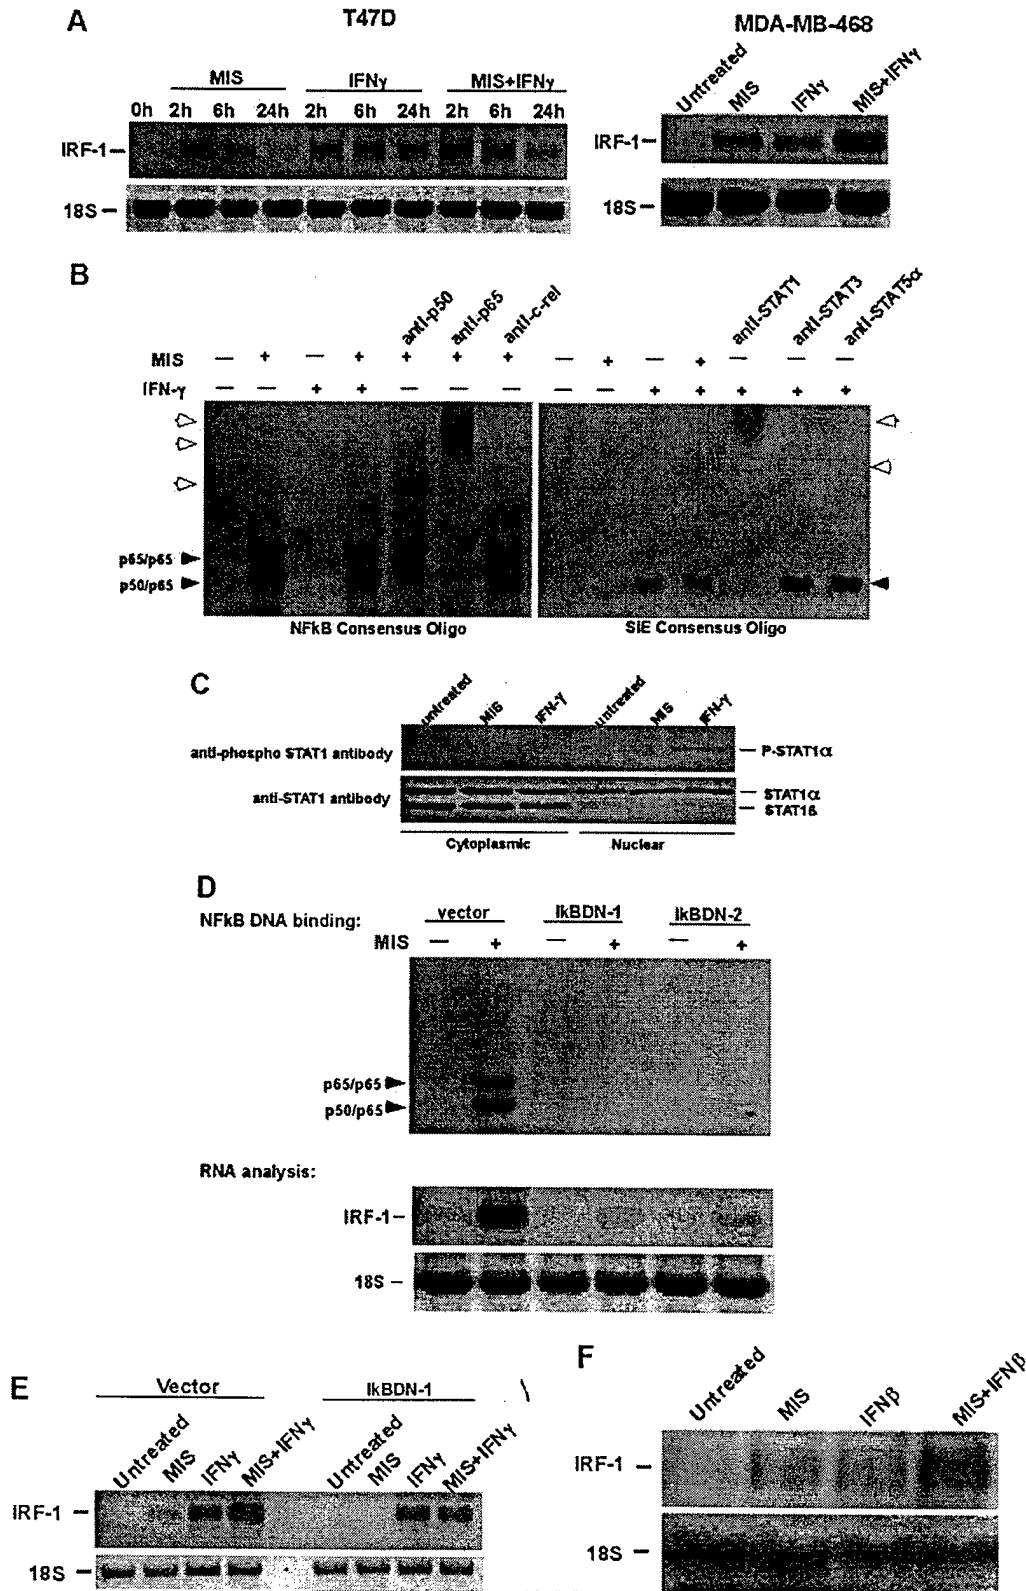 A
T47D
MDA-MB-468
MIS IFNγ MIS+IFNγ
0h 2h 6h 24h 2h 6h 24h 2h 6h 24h
Untreated MIS IFNγ MIS+IFNγ
IRF-1
IRF-1
18S
18S
B
anti-p50 anti-p65 anti-c-rel anti-STAT1 anti-STAT3 anti-STAT5α
MIS — + — + + + + — + — + — — —
IFN-γ — — + + — — — — — + + + + +
p65/p65
p50/p65
NFkB Consensus Oligo SIE Consensus Oligo
C
untreated MIS IFN-γ untreated MIS IFN-γ
anti-phospho STAT1 antibody P-STAT1α
anti-STAT1 antibody STAT1α
STAT1ß
Cytoplasmic Nuclear
D
NFkB DNA binding: vector IkBDN-1 IkBDN-2
MIS — + — + — +
p65/p65
p50/p65
RNA analysis:
IRF-1
18S
E
Vector IkBDN-1
Untreated MIS IFNγ MIS+IFNγ Untreated MIS IFNγ MIS+IFNγ
IRF-1
18S
F
Untreated MIS IFNβ MIS+IFNβ
IRF-1
18S